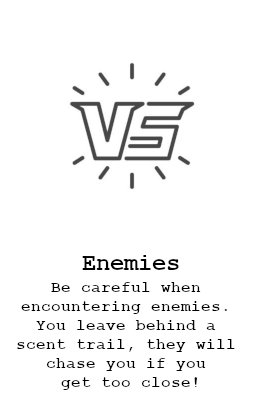 VS
Enemies
Be careful when
encountering enemies.
You leave behind a
scent trail, they will
chase you if you
get too close!